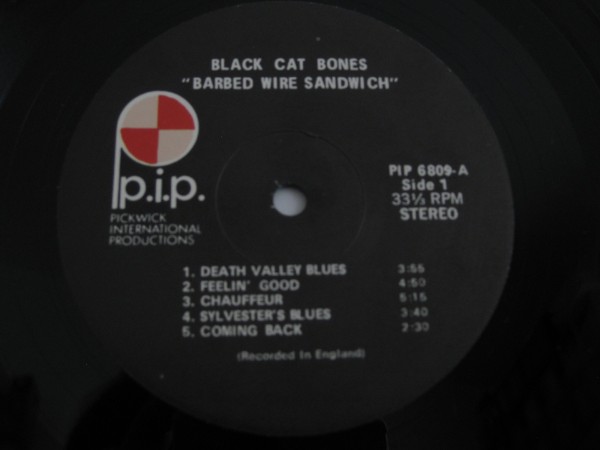 BLACK CAT BONES
"BARBED WIRE SANDWICH"
p.i.p.
PICKWICK
INTERNATIONAL
PRODUCTIONS
PIP 6809-A
Side 1
33⅓ RPM
STEREO
1. DEATH VALLEY BLUES 3:55
2. FEELIN' GOOD 4:50
3. CHAUFFEUR 5:15
4. SYLVESTER'S BLUES 3:40
5. COMING BACK 2:30
(Recorded In England)